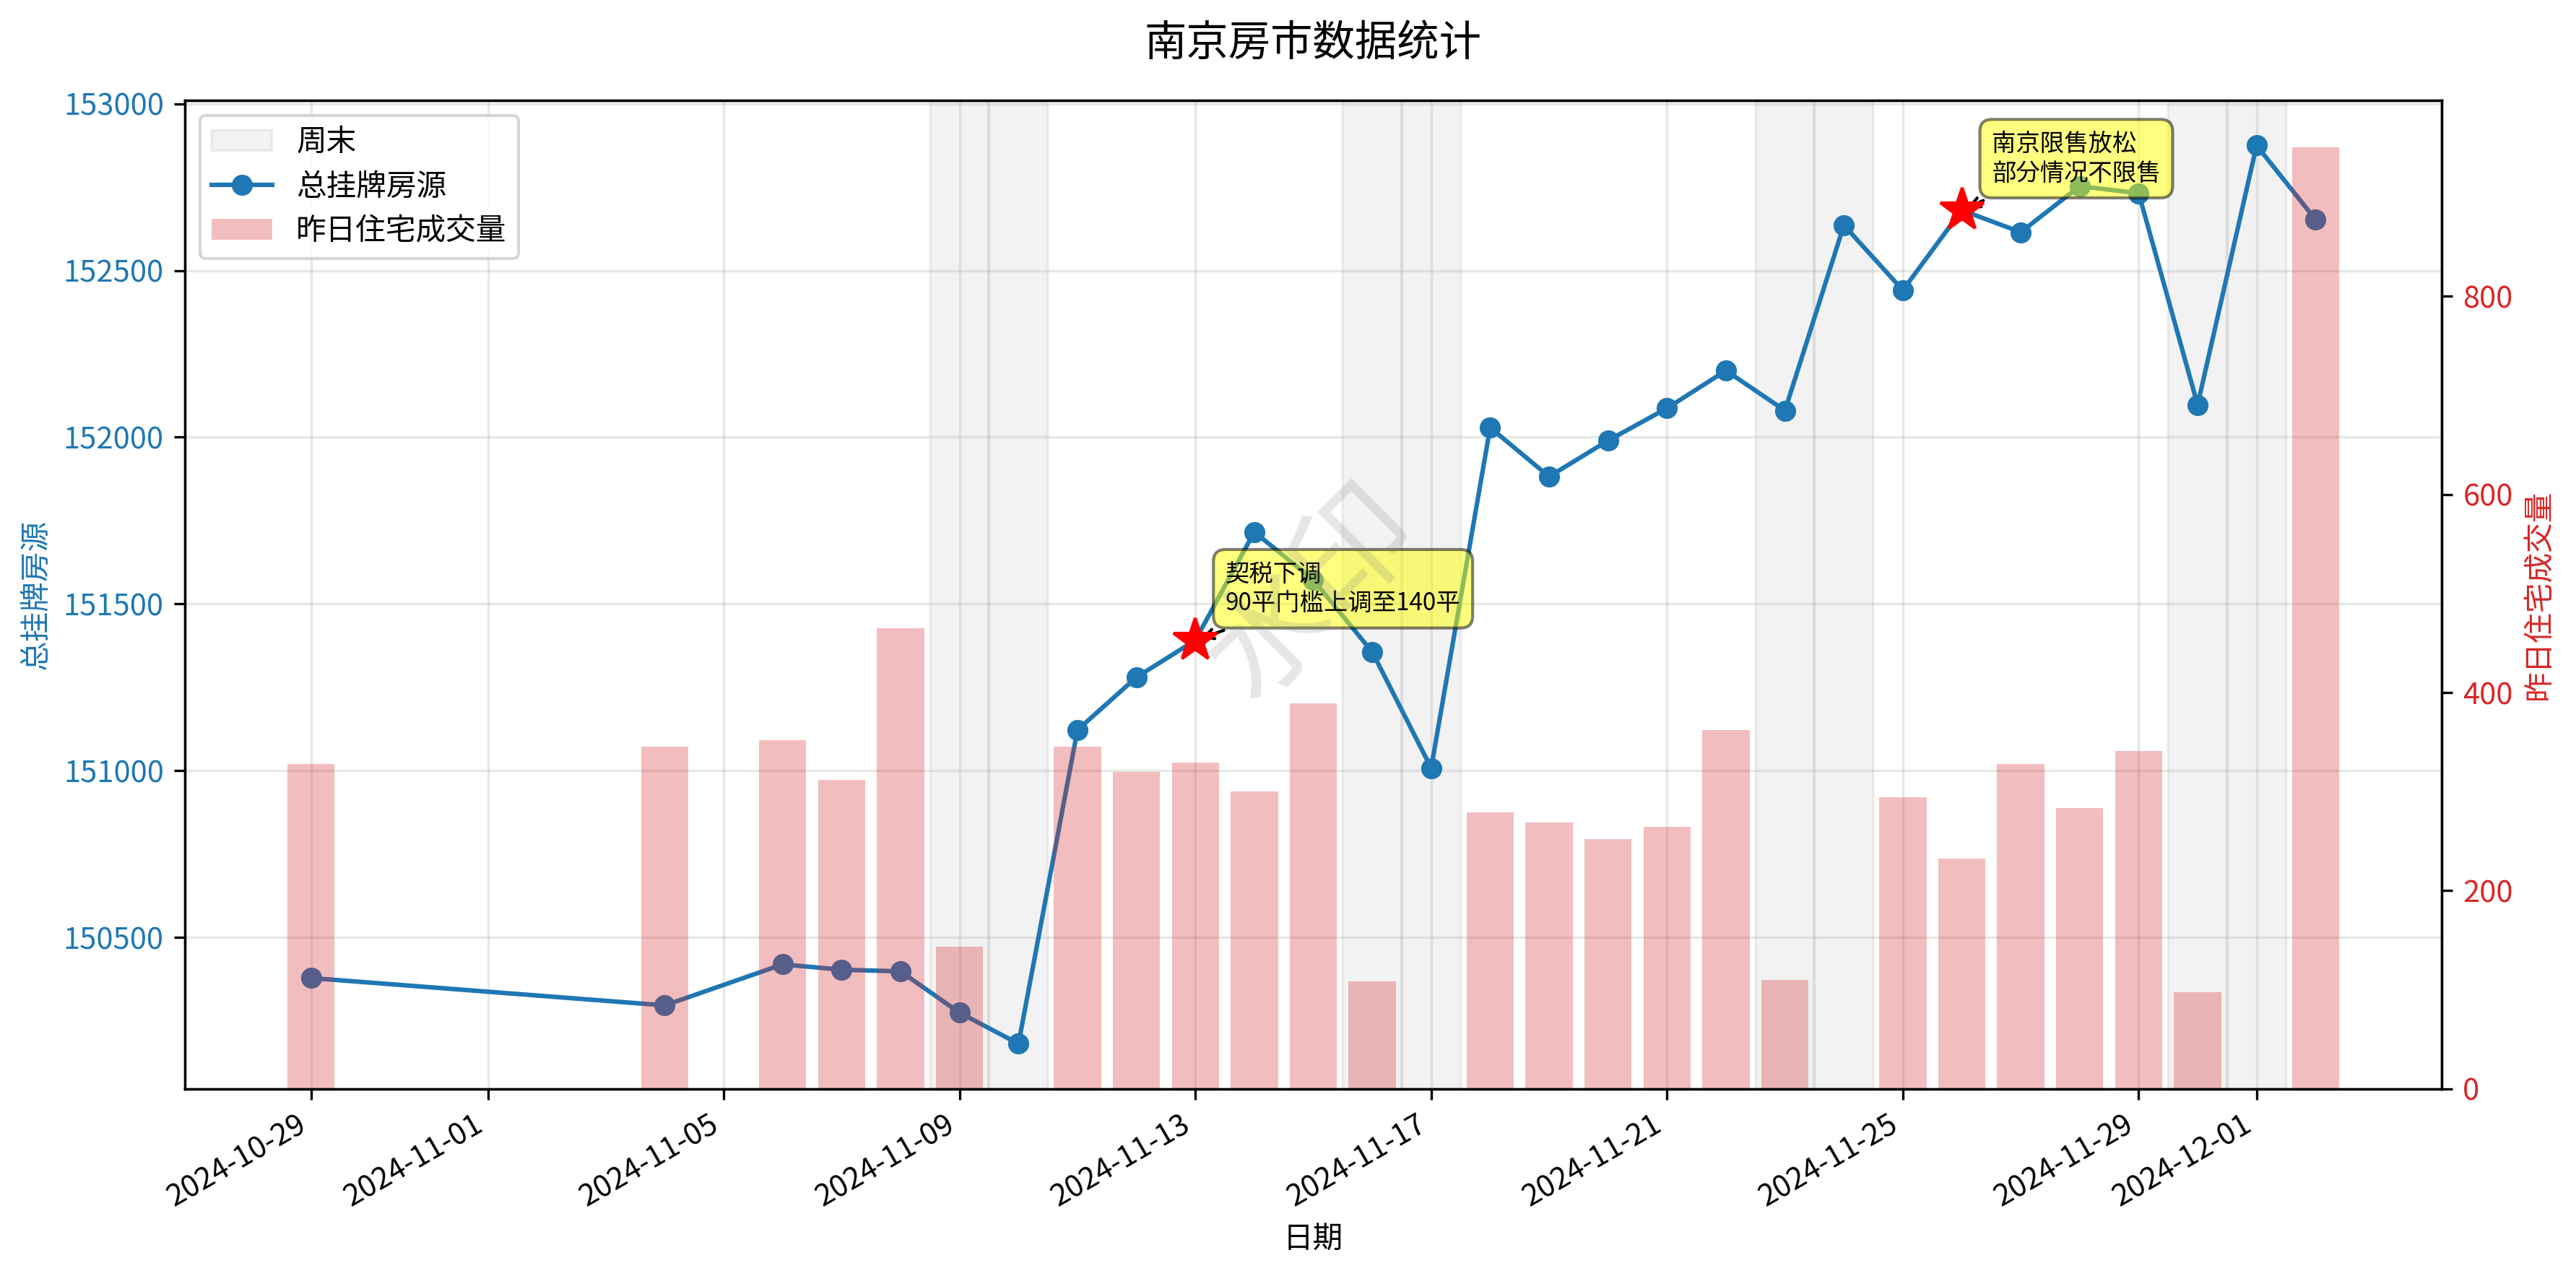 南京房市数据统计
153000
152500
152000
151500
151000
150500
总挂牌房源
周末
总挂牌房源
昨日住宅成交量
南京限售放松
部分情况不限售
契税下调
90平门槛上调至140平
水印
800
600
400
200
0
昨日住宅成交量
2024-10-29
2024-11-01
2024-11-05
2024-11-09
2024-11-13
2024-11-17
2024-11-21
2024-11-25
2024-11-29
2024-12-01
日期